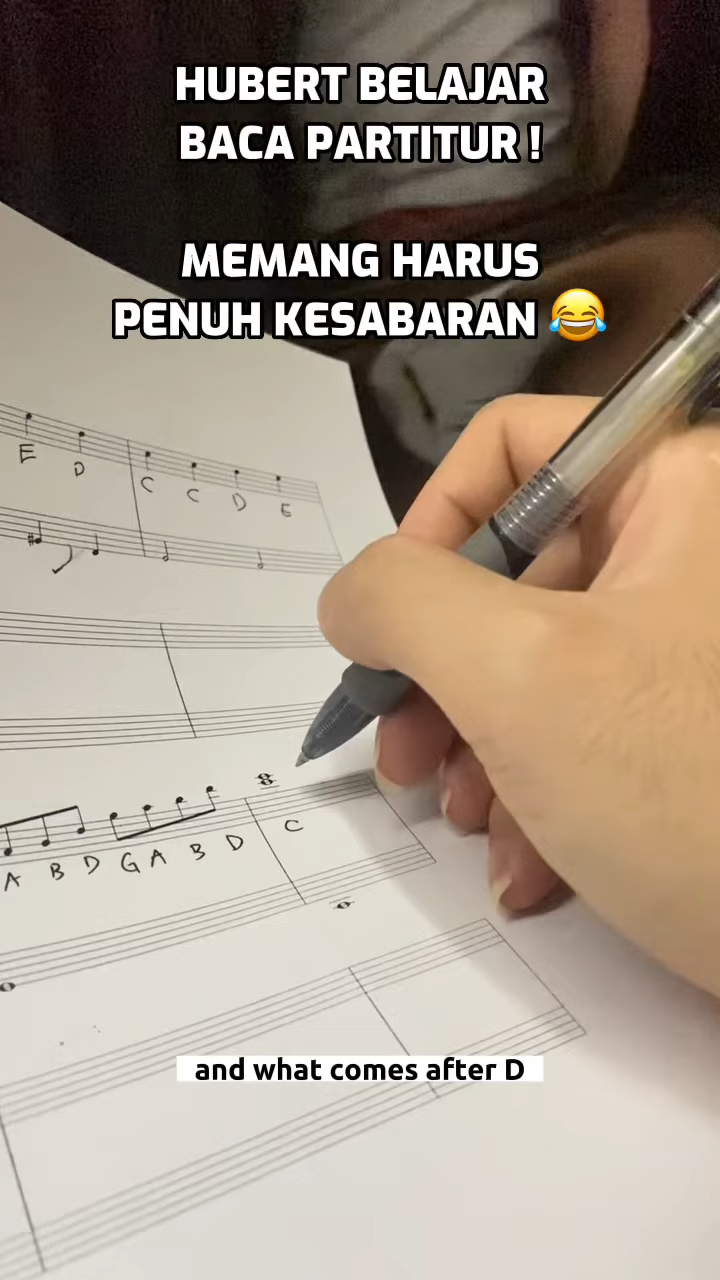 HUBERT BELAJAR
BACA PARTITUR !
MEMANG HARUS
PENUH KESABARAN 😂
E D C C D E
A B D G A B D C
and what comes after D